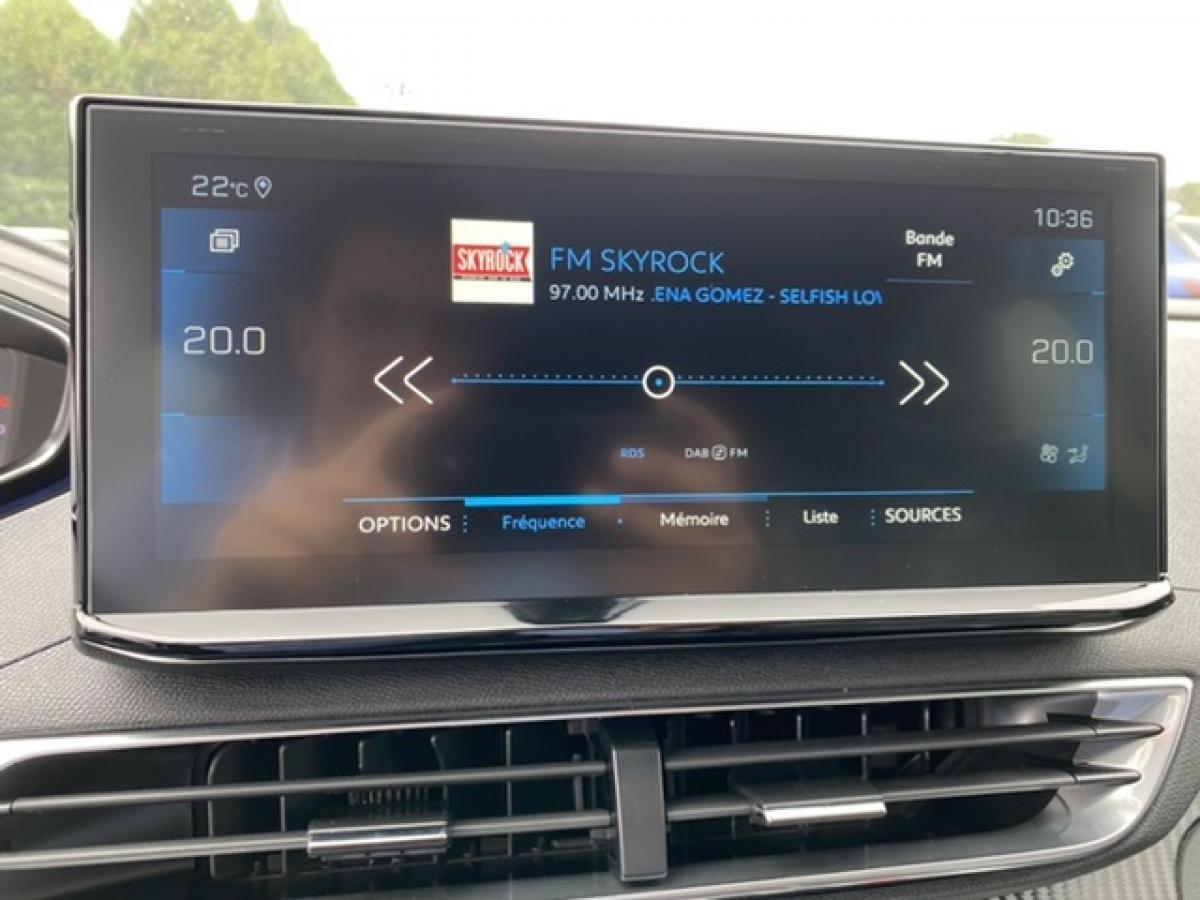 22°C
10:36
SKYROCK
FM SKYROCK
Bande
FM
97.00 MHz .ENA GOMEZ - SELFISH LOV
20.0
20.0
RDS
DAB FM
OPTIONS
Fréquence
Mémoire
Liste
SOURCES